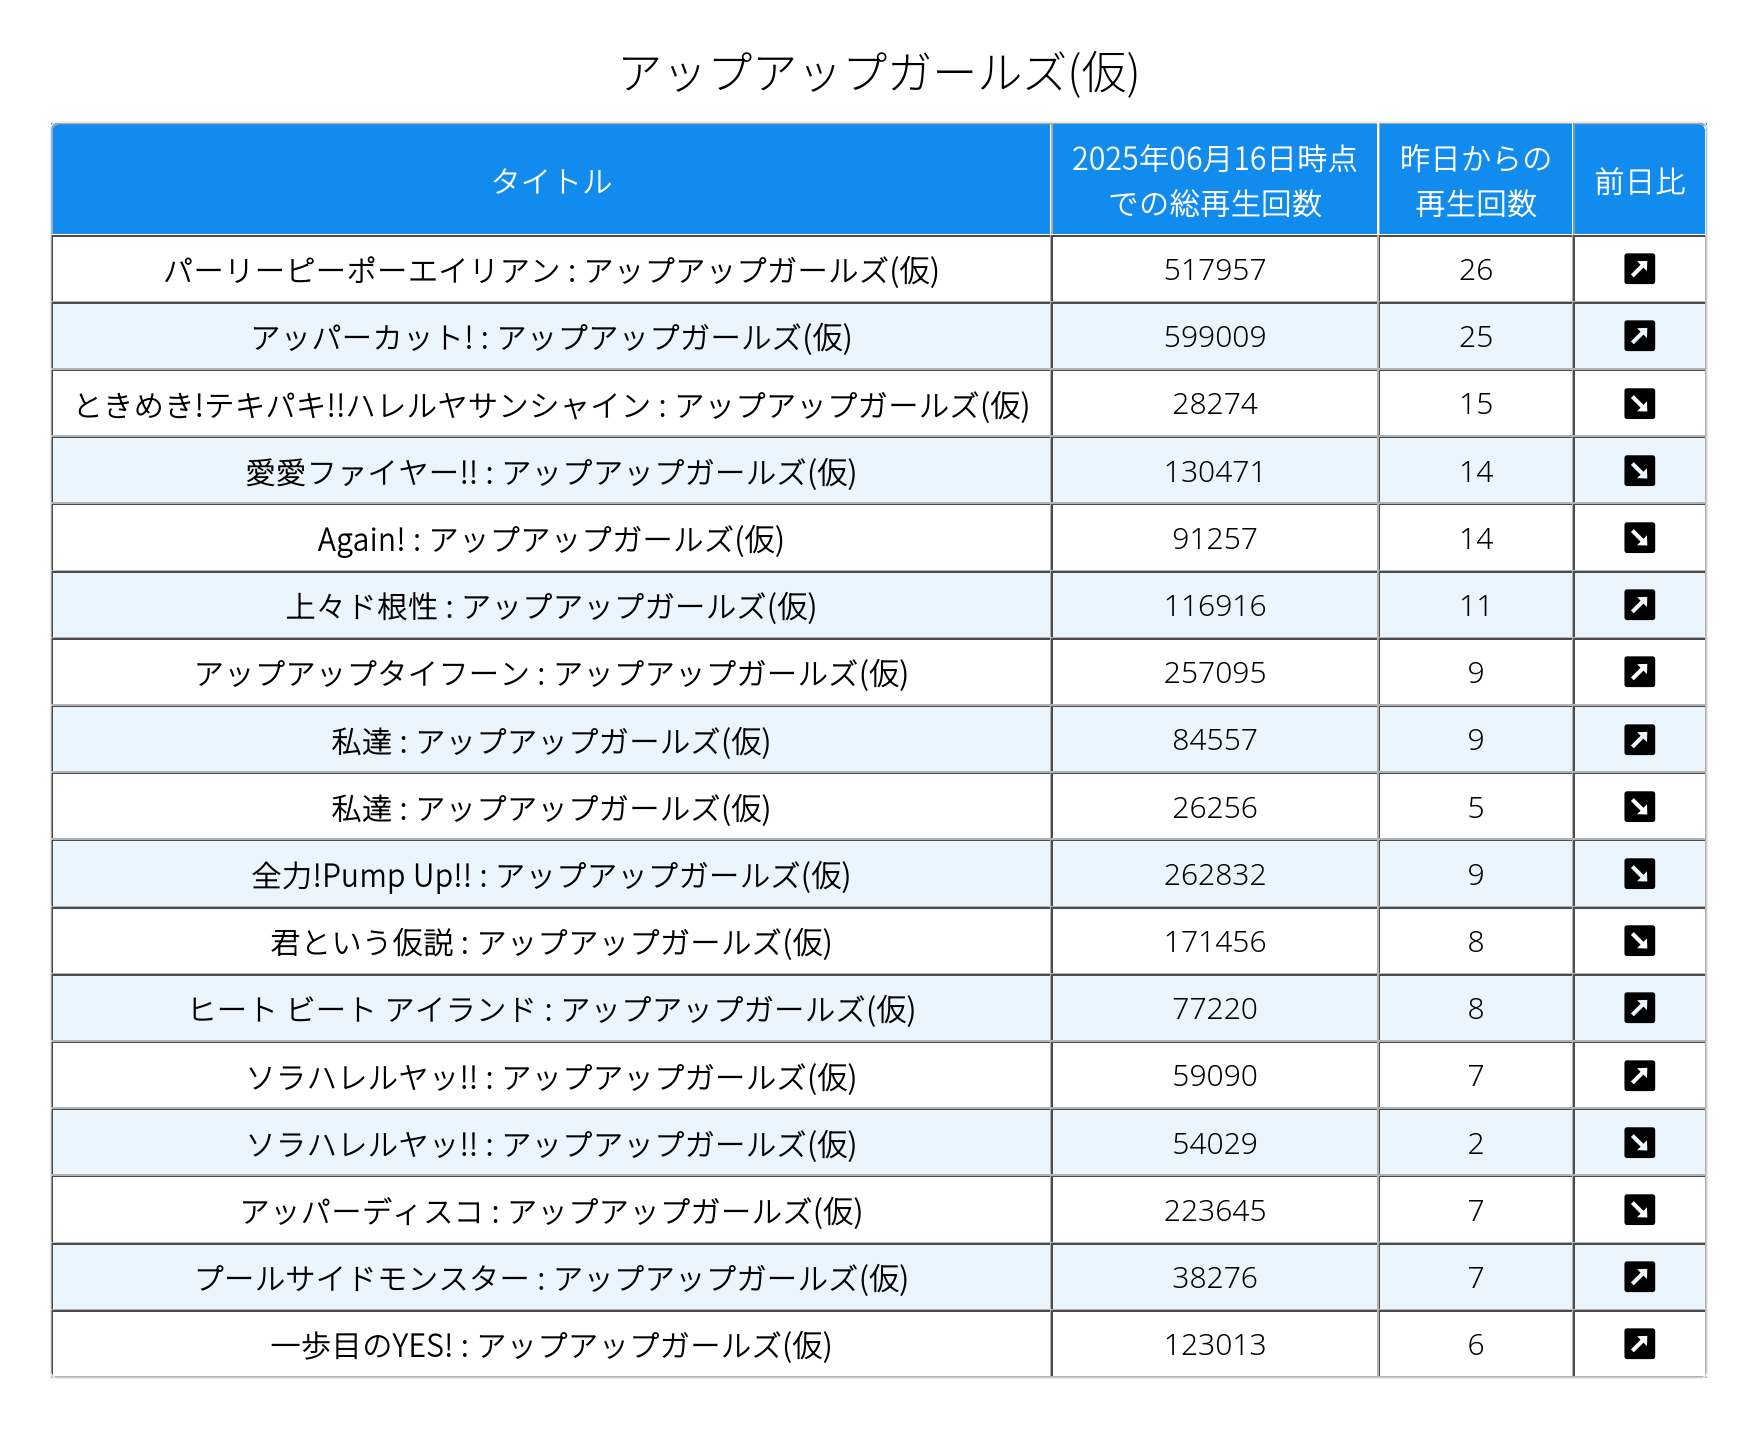 アップアップガールズ(仮)
タイトル 2025年06月16日時点での総再生回数 昨日からの再生回数 前日比
パーリーピーポーエイリアン : アップアップガールズ(仮) 517957 26
アッパーカット! : アップアップガールズ(仮) 599009 25
ときめき!テキパキ!!ハレルヤサンシャイン : アップアップガールズ(仮) 28274 15
愛愛ファイヤー!! : アップアップガールズ(仮) 130471 14
Again! : アップアップガールズ(仮) 91257 14
上々ド根性 : アップアップガールズ(仮) 116916 11
アップアップタイフーン : アップアップガールズ(仮) 257095 9
私達 : アップアップガールズ(仮) 84557 9
私達 : アップアップガールズ(仮) 26256 5
全力!Pump Up!! : アップアップガールズ(仮) 262832 9
君という仮説 : アップアップガールズ(仮) 171456 8
ヒート ビート アイランド : アップアップガールズ(仮) 77220 8
ソラハレルヤッ!! : アップアップガールズ(仮) 59090 7
ソラハレルヤッ!! : アップアップガールズ(仮) 54029 2
アッパーディスコ : アップアップガールズ(仮) 223645 7
プールサイドモンスター : アップアップガールズ(仮) 38276 7
一歩目のYES! : アップアップガールズ(仮) 123013 6